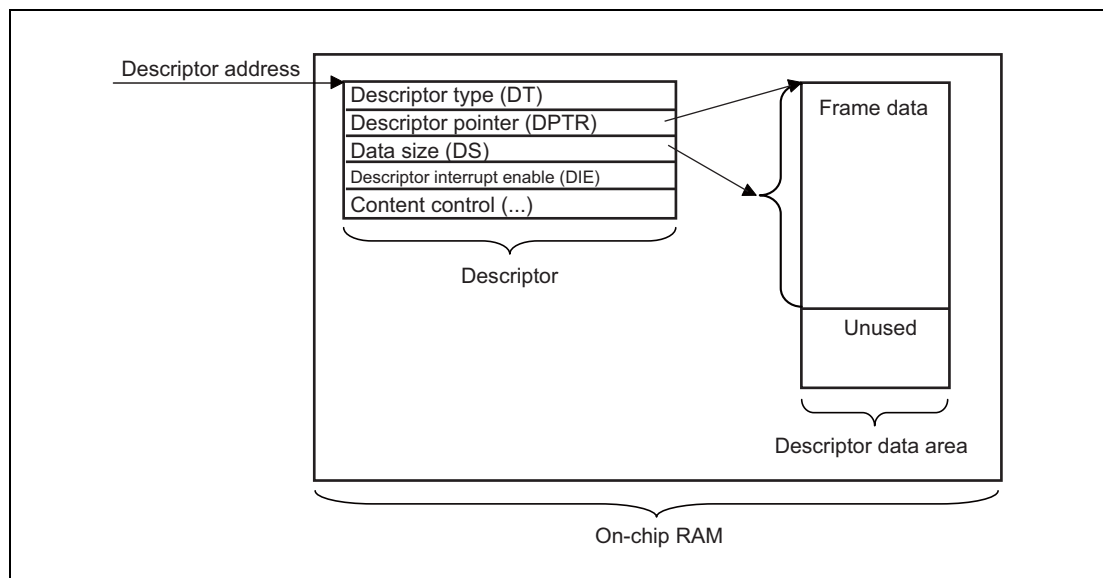 Descriptor address
Descriptor type (DT)
Descriptor pointer (DPTR)
Data size (DS)
Descriptor interrupt enable (DIE)
Content control (...)
Descriptor
Frame data
Unused
Descriptor data area
On-chip RAM